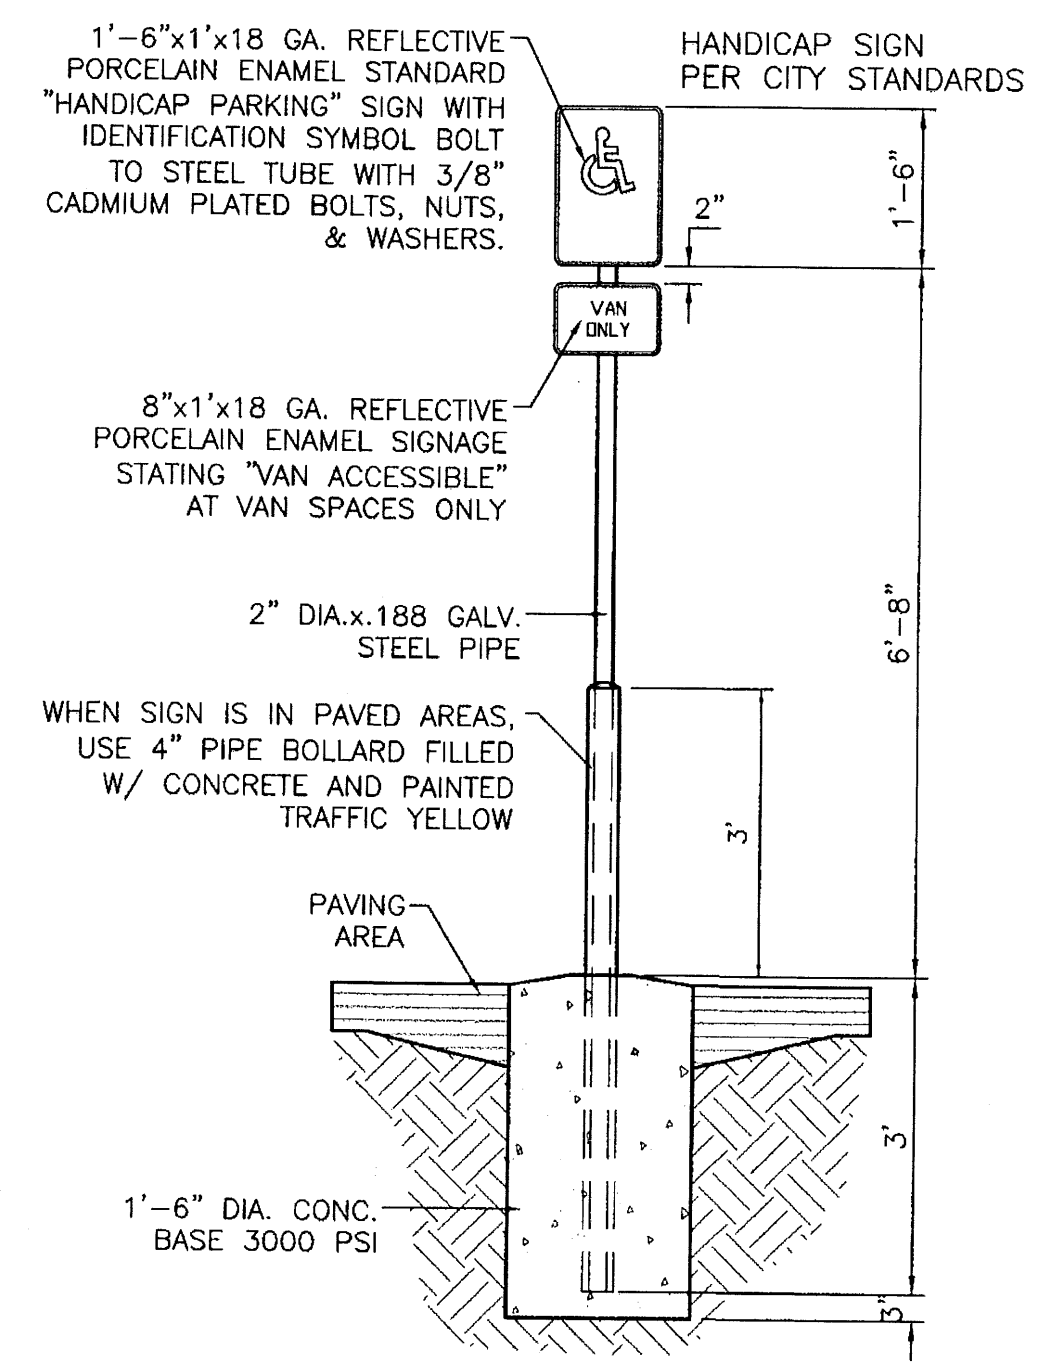 1'-6"x1'x18 GA. REFLECTIVE
PORCELAIN ENAMEL STANDARD
"HANDICAP PARKING" SIGN WITH
IDENTIFICATION SYMBOL BOLT
TO STEEL TUBE WITH 3/8"
CADMIUM PLATED BOLTS, NUTS,
& WASHERS.
HANDICAP SIGN
PER CITY STANDARDS
1'-6"
2"
VAN
ONLY
8"x1'x18 GA. REFLECTIVE
PORCELAIN ENAMEL SIGNAGE
STATING "VAN ACCESSIBLE"
AT VAN SPACES ONLY
6'-8"
2" DIA.x.188 GALV.
STEEL PIPE
WHEN SIGN IS IN PAVED AREAS,
USE 4" PIPE BOLLARD FILLED
W/ CONCRETE AND PAINTED
TRAFFIC YELLOW
3'
PAVING
AREA
3'
1'-6" DIA. CONC.
BASE 3000 PSI
3"